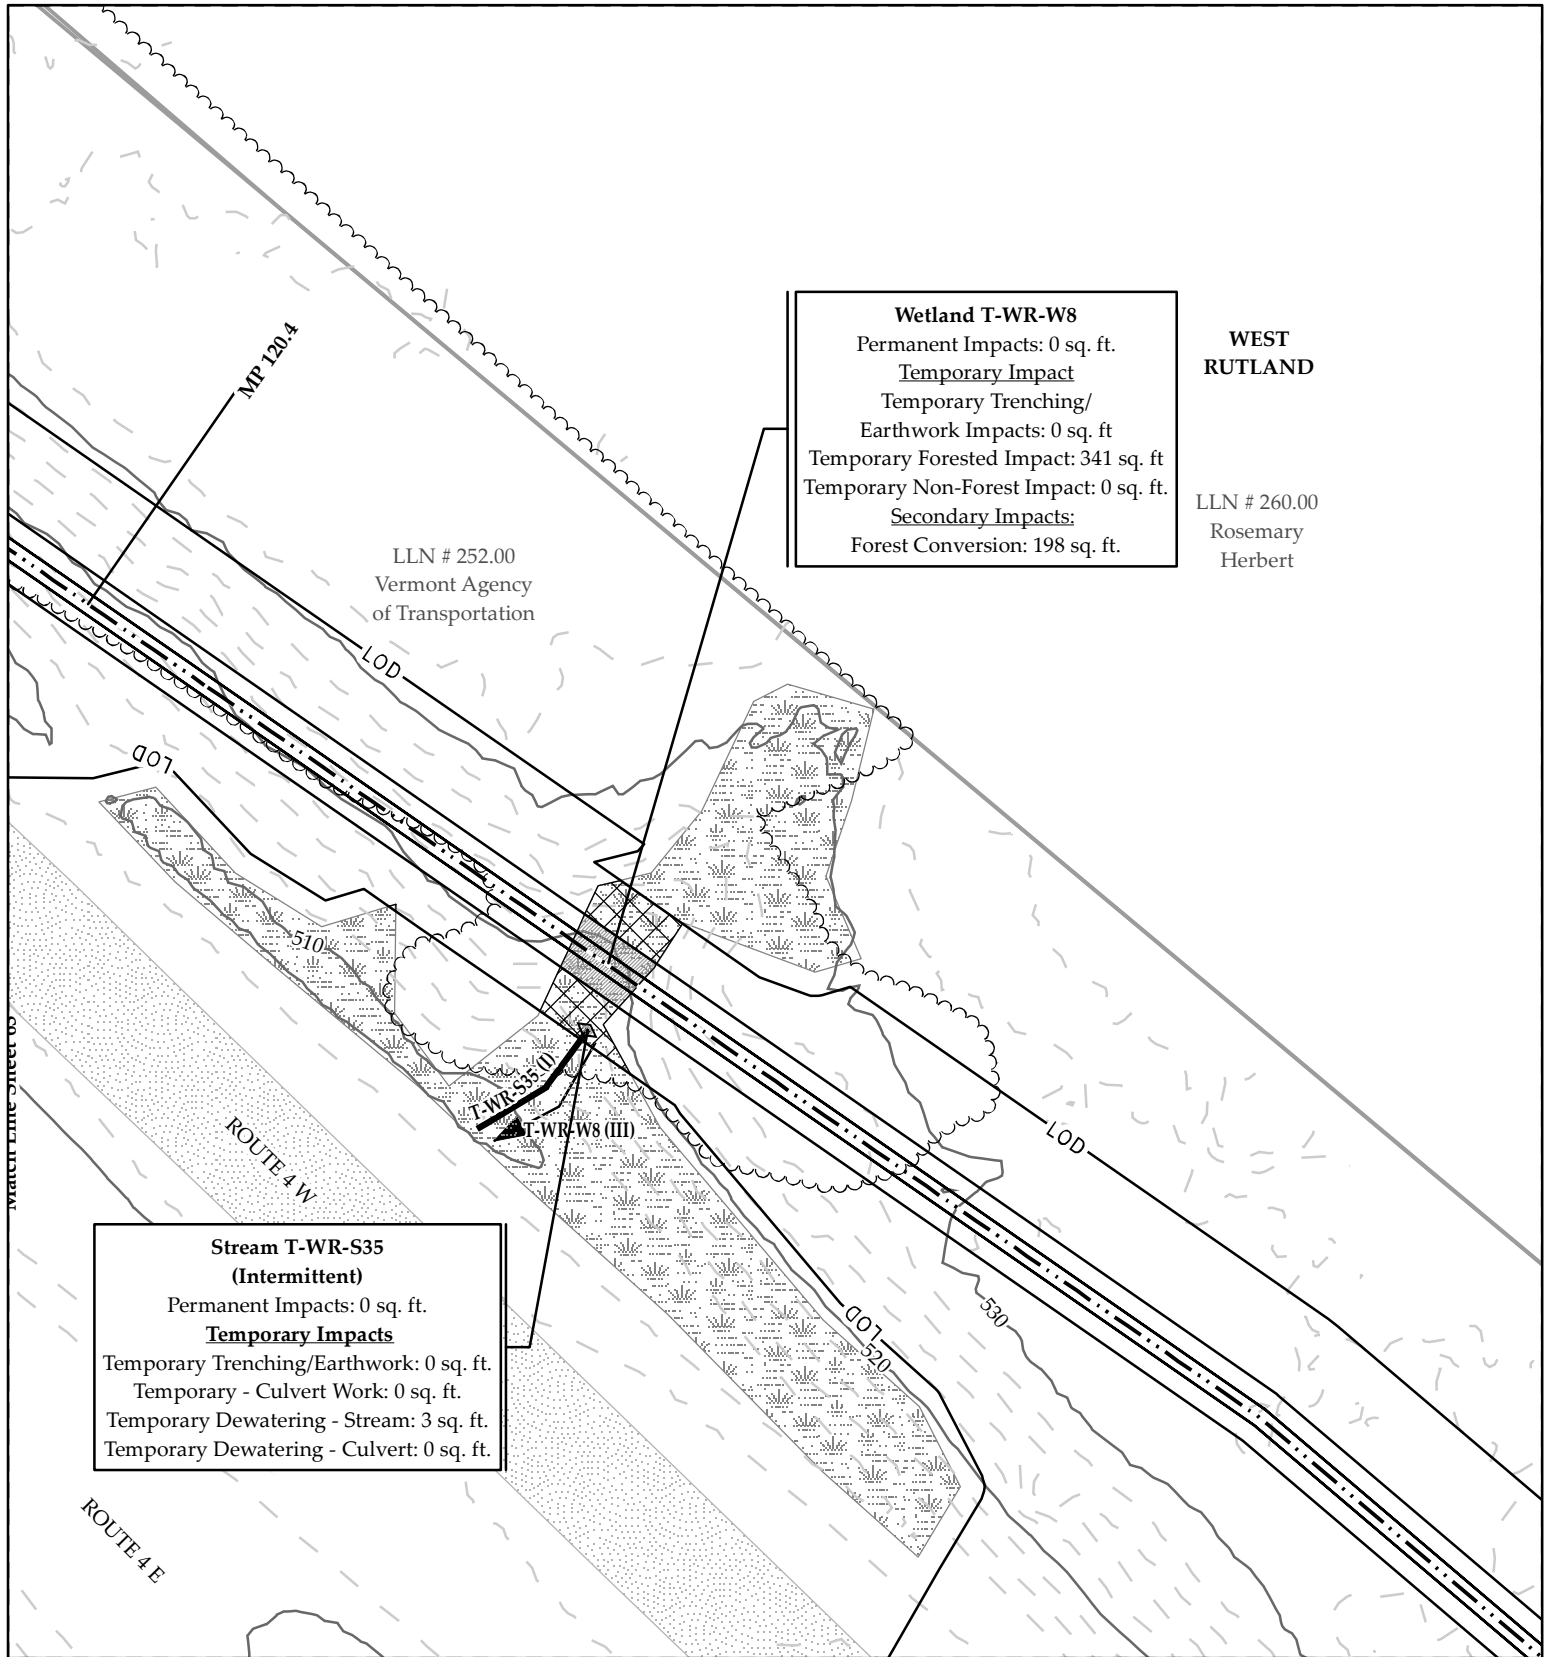 MP 120.4
Wetland T-WR-W8
Permanent Impacts: 0 sq. ft.
Temporary Impact
Temporary Trenching/
Earthwork Impacts: 0 sq. ft
Temporary Forested Impact: 341 sq. ft
Temporary Non-Forest Impact: 0 sq. ft.
Secondary Impacts:
Forest Conversion: 198 sq. ft.
WEST
RUTLAND
LLN # 260.00
Rosemary
Herbert
LLN # 252.00
Vermont Agency
of Transportation
LOD
LOD
510
T-WR-S35 (I)
T-WR-W8 (III)
LOD
ROUTE 4 W
Stream T-WR-S35
(Intermittent)
Permanent Impacts: 0 sq. ft.
Temporary Impacts
Temporary Trenching/Earthwork: 0 sq. ft.
Temporary - Culvert Work: 0 sq. ft.
Temporary Dewatering - Stream: 3 sq. ft.
Temporary Dewatering - Culvert: 0 sq. ft.
530
LOD
520
ROUTE 4 E